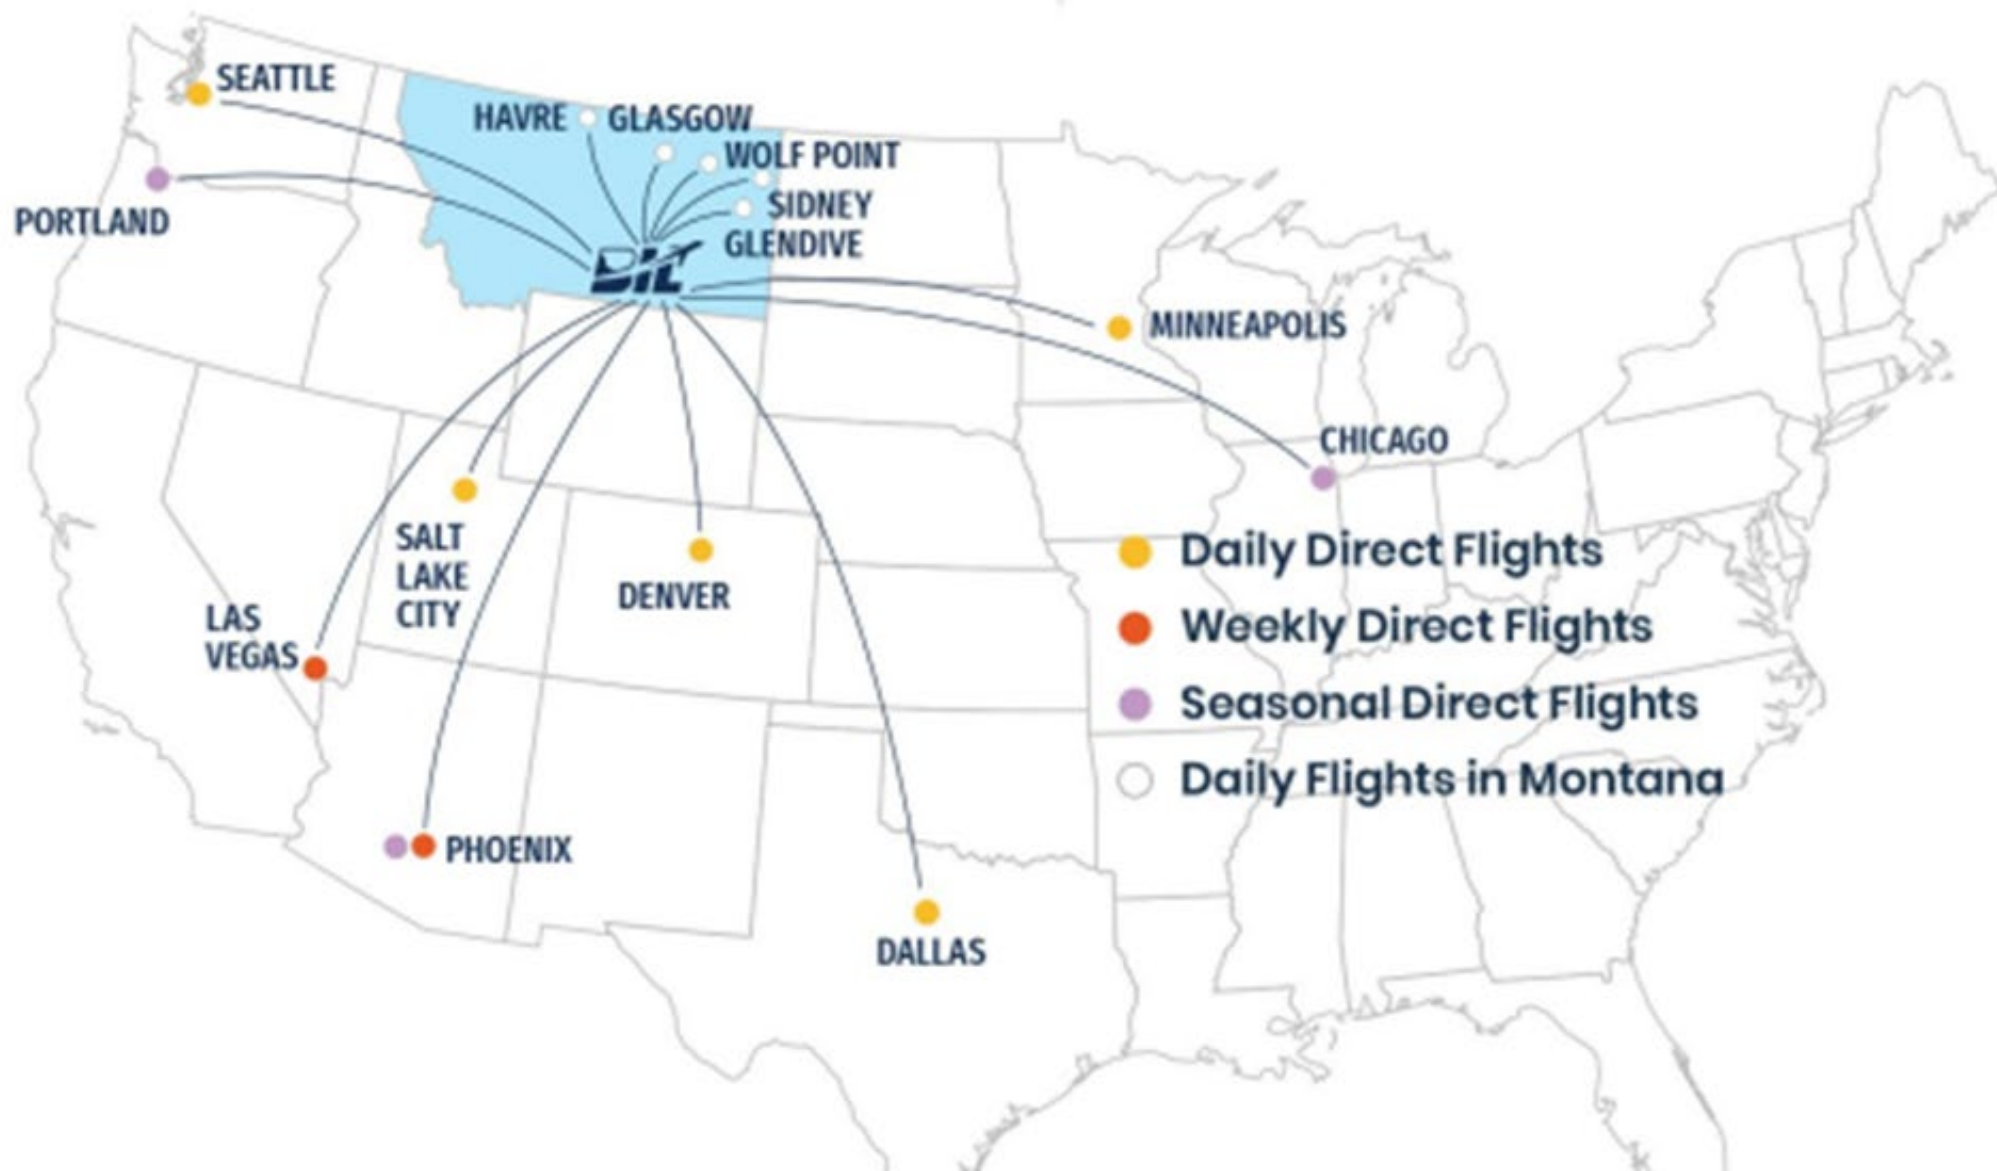 SEATTLE
HAVRE
GLASGOW
WOLF POINT
SIDNEY
PORTLAND
GLENDIVE
BIL
MINNEAPOLIS
CHICAGO
SALT
LAKE
CITY
DENVER
LAS
VEGAS
Daily Direct Flights
Weekly Direct Flights
Seasonal Direct Flights
Daily Flights in Montana
PHOENIX
DALLAS